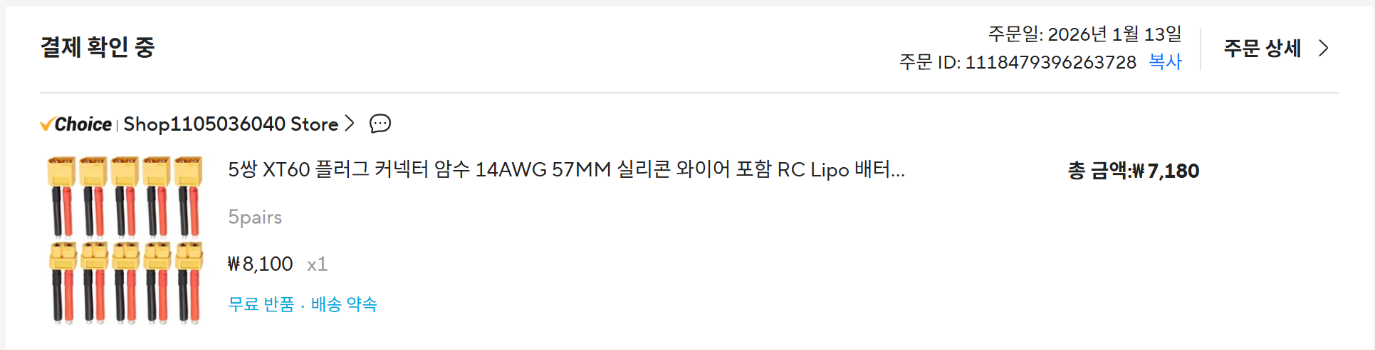 결제 확인 중
주문일: 2026년 1월 13일
주문 ID: 1118479396263728 복사
주문 상세
Choice | Shop1105036040 Store
5쌍 XT60 플러그 커넥터 암수 14AWG 57MM 실리콘 와이어 포함 RC Lipo 배터...
총 금액:₩7,180
5pairs
₩8,100 x1
무료 반품 · 배송 약속